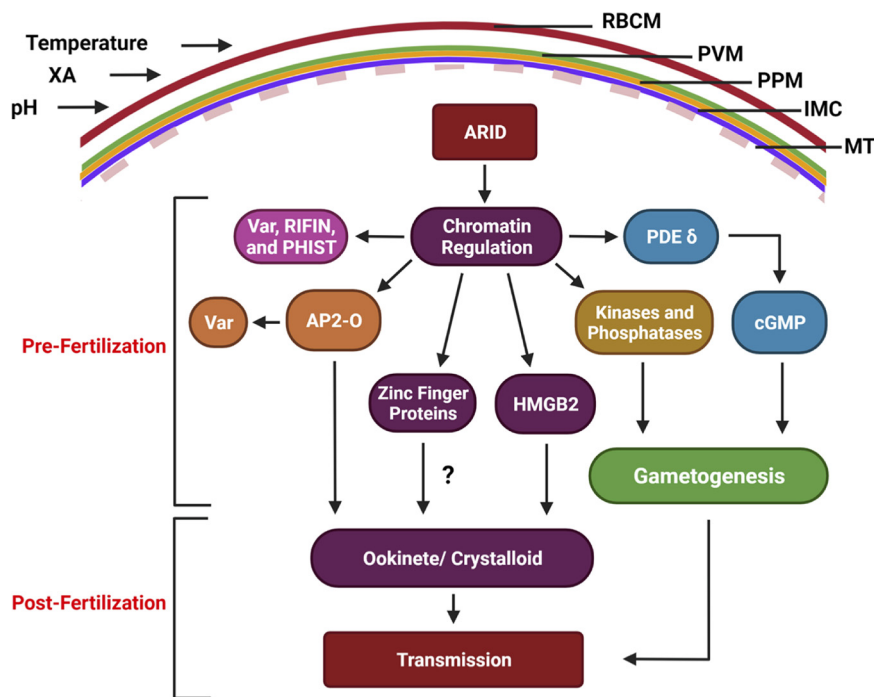 RBCM
Temperature
PVM
XA
PPM
pH
IMC
MT
ARID
Var, RIFIN,
and PHIST
Chromatin
Regulation
PDE δ
Var
AP2-O
Kinases and
Phosphatases
cGMP
Pre-Fertilization
Zinc Finger
Proteins
HMGB2
?
Gametogenesis
Ookinete/ Crystalloid
Post-Fertilization
Transmission